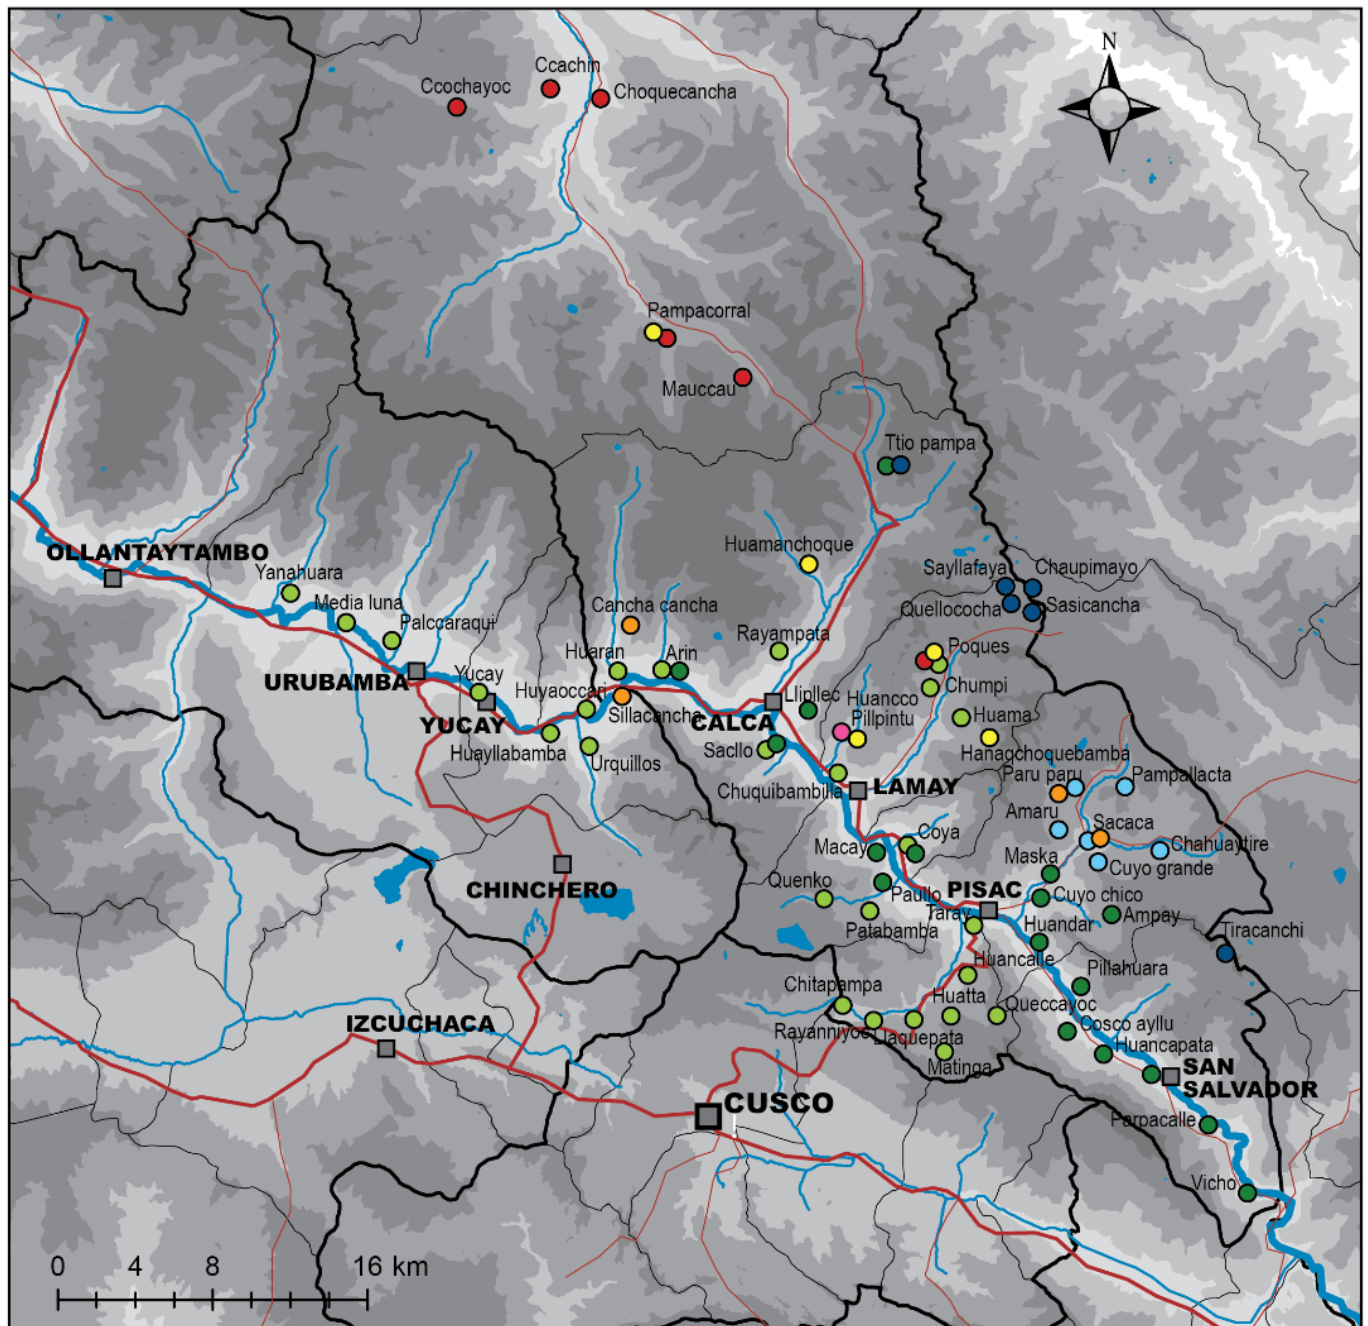 N
Ccachin
Ccochayoc
Choquecancha
Pampacorral
Mauccau
Ttio pampa
Huamanchoque
OLLANTAYTAMBO
Yanahuara
Sayllafaya
Chaupimayo
Quellococha
Sasicancha
Media luna
Cancha cancha
Palccaraqui
Rayampata
Huaran
Arin
Poques
URUBAMBA
Yucay
Huyaoccari
Llipllec
Huancco
Pillpintu
Chumpi
Sillacancha
YUCAY
CALCA
Huama
Huayllabamba
Urquillos
Sacllo
Hanaqchoquebamba
Paru paru
Pampallacta
Chuquibambilla
LAMAY
Amaru
Sacaca
Coya
Macay
Chahuaytire
Maska
Cuyo grande
Quenko
CHINCHERO
Paullo
PISAC
Cuyo chico
Taray
Ampay
Patabamba
Huandar
Tiracanchi
Huancalle
Pillahuara
Chitapampa
Huatta
Queccayoc
IZCUCHACA
Rayanniyoc
Llaquepata
Cosco ayllu
Huancapata
Matinga
SAN
SALVADOR
CUSCO
Parpacalle
Vicho
0 4 8 16 km